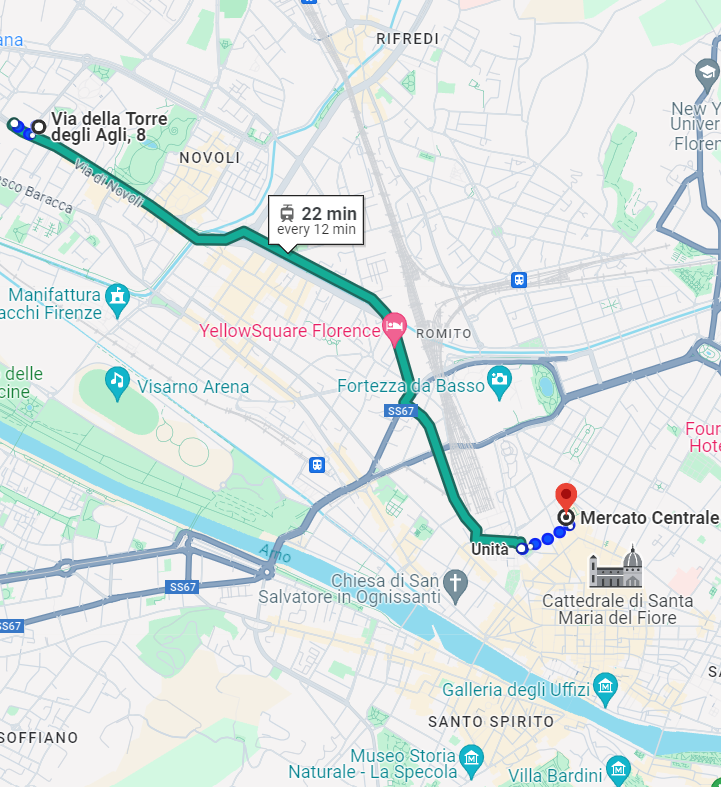 RIFREDI
ana
Via della Torre
degli Agli, 8
New Y
Univer
Floren
NOVOLI
Via di Novoli
sco Baracca
22 min
every 12 min
Manifattura
acchi Firenze
YellowSquare Florence
ROMITO
delle
cine
Visarno Arena
Fortezza da Basso
SS67
Four
Hote
Mercato Centrale
Unità
Arno
SS67
Chiesa di San
Salvatore in Ognissanti
Cattedrale di Santa
Maria del Fiore
SS67
SA
Galleria degli Uffizi
SANTO SPIRITO
SOFFIANO
Museo Storia
Naturale - La Specola
Villa Bardini